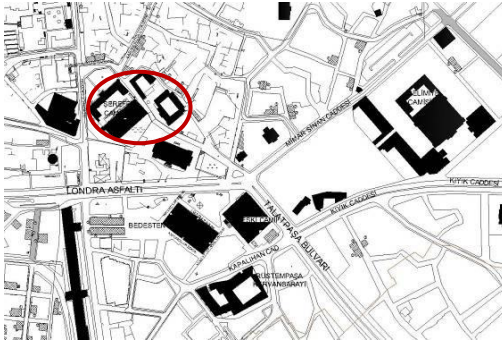 ŞEREFE
CAMİ
SELİMİYE
CAMİSİ
MİMAR SİNAN CADDESİ
LONDRA ASFALTI
KIYIK CADDESİ
KIYIK CADDESİ
BEDESTEN
ESKİ CAMİ
TALATPAŞA BULVARI
KAPALIHAN CAD
RÜSTEMPAŞA
KERVANSARAYI